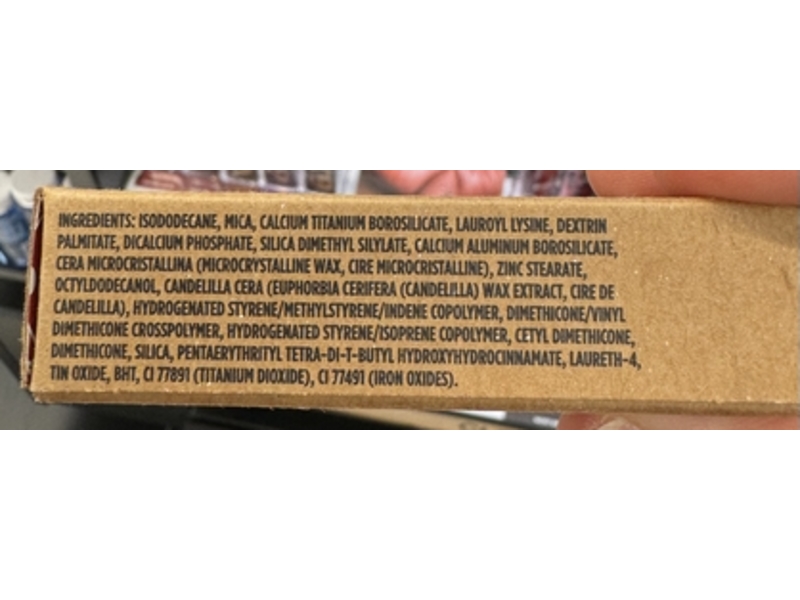 INGREDIENTS: ISODODECANE, MICA, CALCIUM TITANIUM BOROSILICATE, LAUROYL LYSINE, DEXTRIN
PALMITATE, DICALCIUM PHOSPHATE, SILICA DIMETHYL SILYLATE, CALCIUM ALUMINUM BOROSILICATE,
CERA MICROCRISTALLINA (MICROCRYSTALLINE WAX, CIRE MICROCRISTALLINE), ZINC STEARATE,
OCTYLDODECANOL, CANDELILLA CERA (EUPHORBIA CERIFERA (CANDELILLA) WAX EXTRACT, CIRE DE
CANDELILLA), HYDROGENATED STYRENE/METHYLSTYRENE/INDENE COPOLYMER, DIMETHICONE/VINYL
DIMETHICONE CROSSPOLYMER, HYDROGENATED STYRENE/ISOPRENE COPOLYMER, CETYL DIMETHICONE,
DIMETHICONE, SILICA, PENTAERYTHRITYL TETRA-DI-T-BUTYL HYDROXYHYDROCINNAMATE, LAURETH-4,
TIN OXIDE, BHT, CI 77891 (TITANIUM DIOXIDE), CI 77491 (IRON OXIDES).